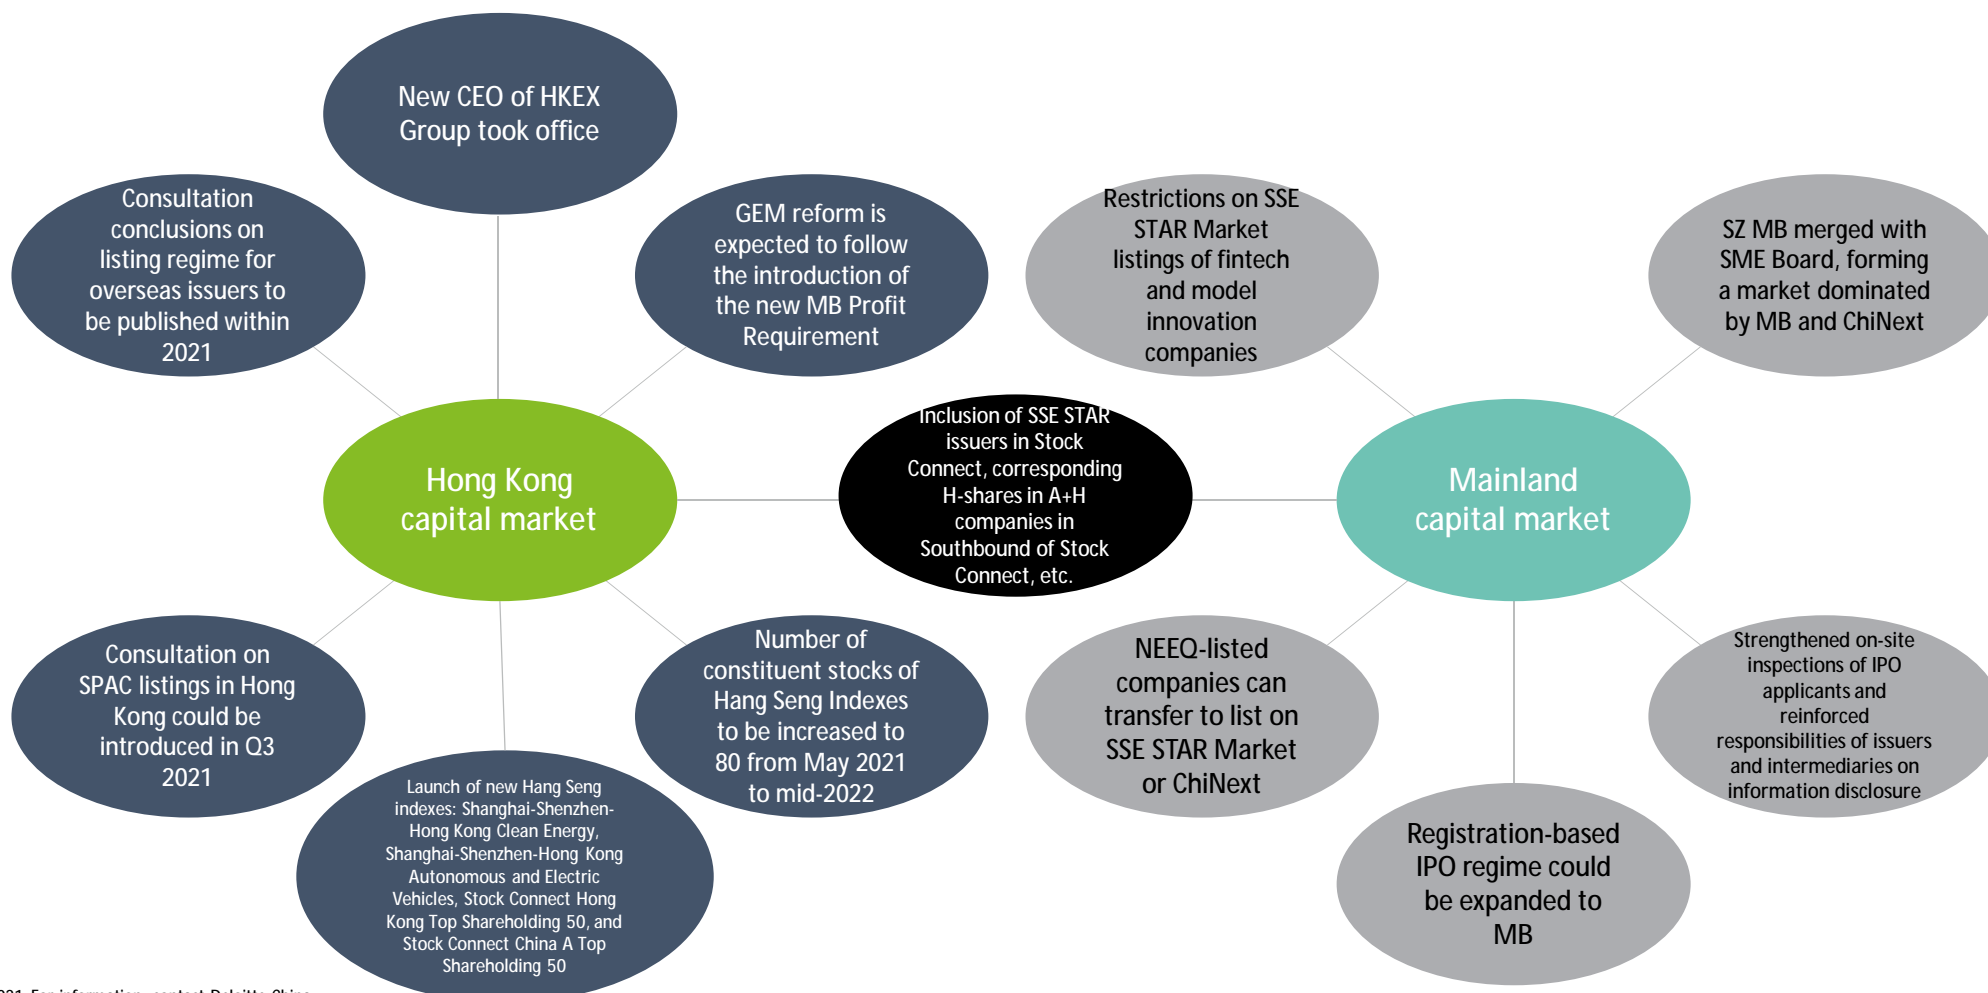 New CEO of HKEX
Group took office
Consultation
conclusions on
listing regime for
overseas issuers to
be published within
2021
GEM reform is
expected to follow
the introduction of
the new MB Profit
Requirement
Restrictions on SSE
STAR Market
listings of fintech
and model
innovation
companies
SZ MB merged with
SME Board, forming
a market dominated
by MB and ChiNext
Hong Kong
capital market
Inclusion of SSE STAR
issuers in Stock
Connect, corresponding
H-shares in A+H
companies in
Southbound of Stock
Connect, etc.
Mainland
capital market
Consultation on
SPAC listings in Hong
Kong could be
introduced in Q3
2021
Number of
constituent stocks of
Hang Seng Indexes
to be increased to
80 from May 2021
to mid-2022
NEEQ-listed
companies can
transfer to list on
SSE STAR Market
or ChiNext
Strengthened on-site
inspections of IPO
applicants and
reinforced
responsibilities of issuers
and intermediaries on
information disclosure
Launch of new Hang Seng
indexes: Shanghai-Shenzhen-
Hong Kong Clean Energy,
Shanghai-Shenzhen-Hong Kong
Autonomous and Electric
Vehicles, Stock Connect Hong
Kong Top Shareholding 50, and
Stock Connect China A Top
Shareholding 50
Registration-based
IPO regime could
be expanded to
MB